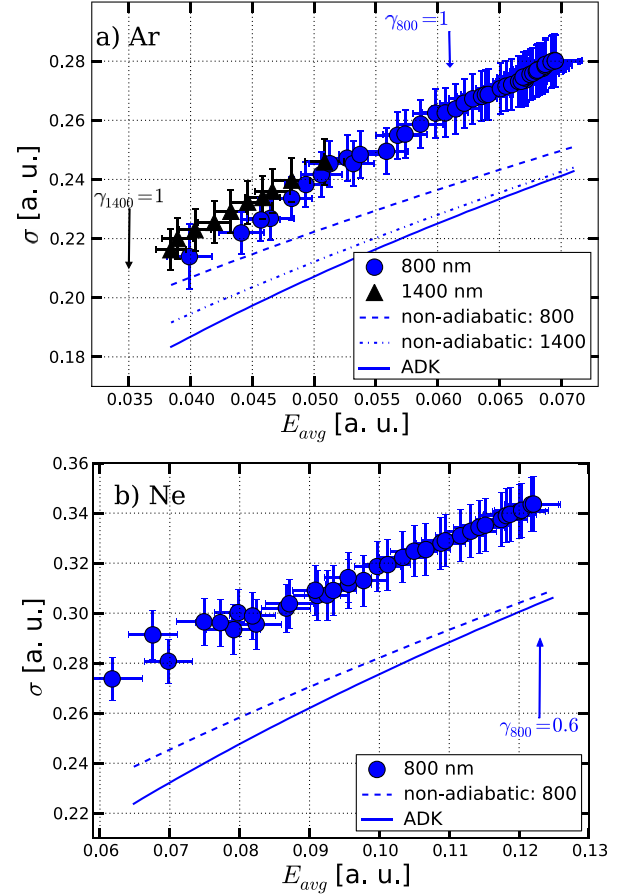 a) Ar
γ800=1
0.28
0.26
0.24
0.22
0.20
0.18
σ [a. u.]
γ1400=1
800 nm
1400 nm
non-adiabatic: 800
non-adiabatic: 1400
ADK
0.035 0.040 0.045 0.050 0.055 0.060 0.065 0.070
Eavg [a. u.]
b) Ne
0.36
0.34
0.32
0.30
0.28
0.26
0.24
0.22
σ [a. u.]
γ800=0.6
800 nm
non-adiabatic: 800
ADK
0.06 0.07 0.08 0.09 0.10 0.11 0.12 0.13
Eavg [a. u.]